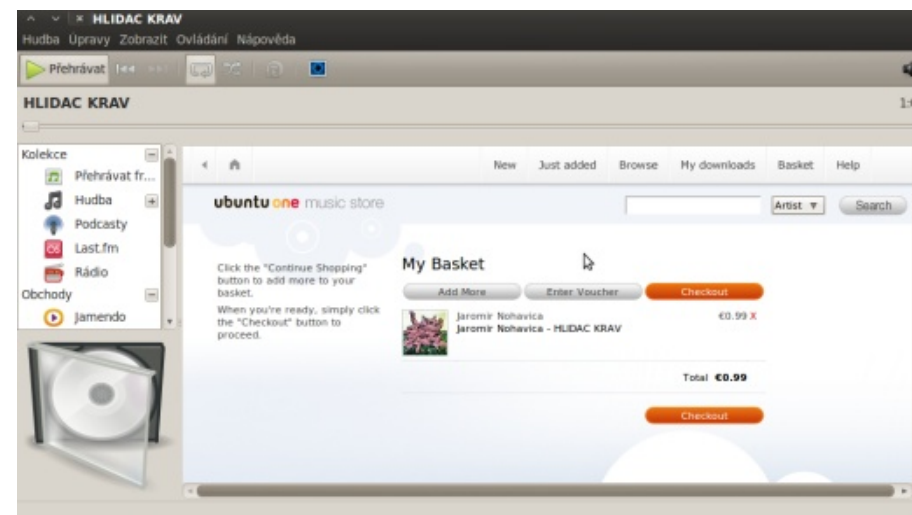 HLIDAC KRAV
Hudba Úpravy Zobrazit Ovládání Nápověda
Přehrávat
HLIDAC KRAV
Kolekce
Přehrávat fr...
Hudba
Podcasty
Last.fm
Rádio
Obchody
Jamendo
New Just added Browse My downloads Basket Help
ubuntu one music store
Artist Search
Click the "Continue Shopping"
button to add more to your
basket.
When you're ready, simply click
the "Checkout" button to
proceed.
My Basket
Add More Enter Voucher Checkout
Jaromir Nohavica €0.99 X
Jaromir Nohavica - HLIDAC KRAV
Total €0.99
Checkout